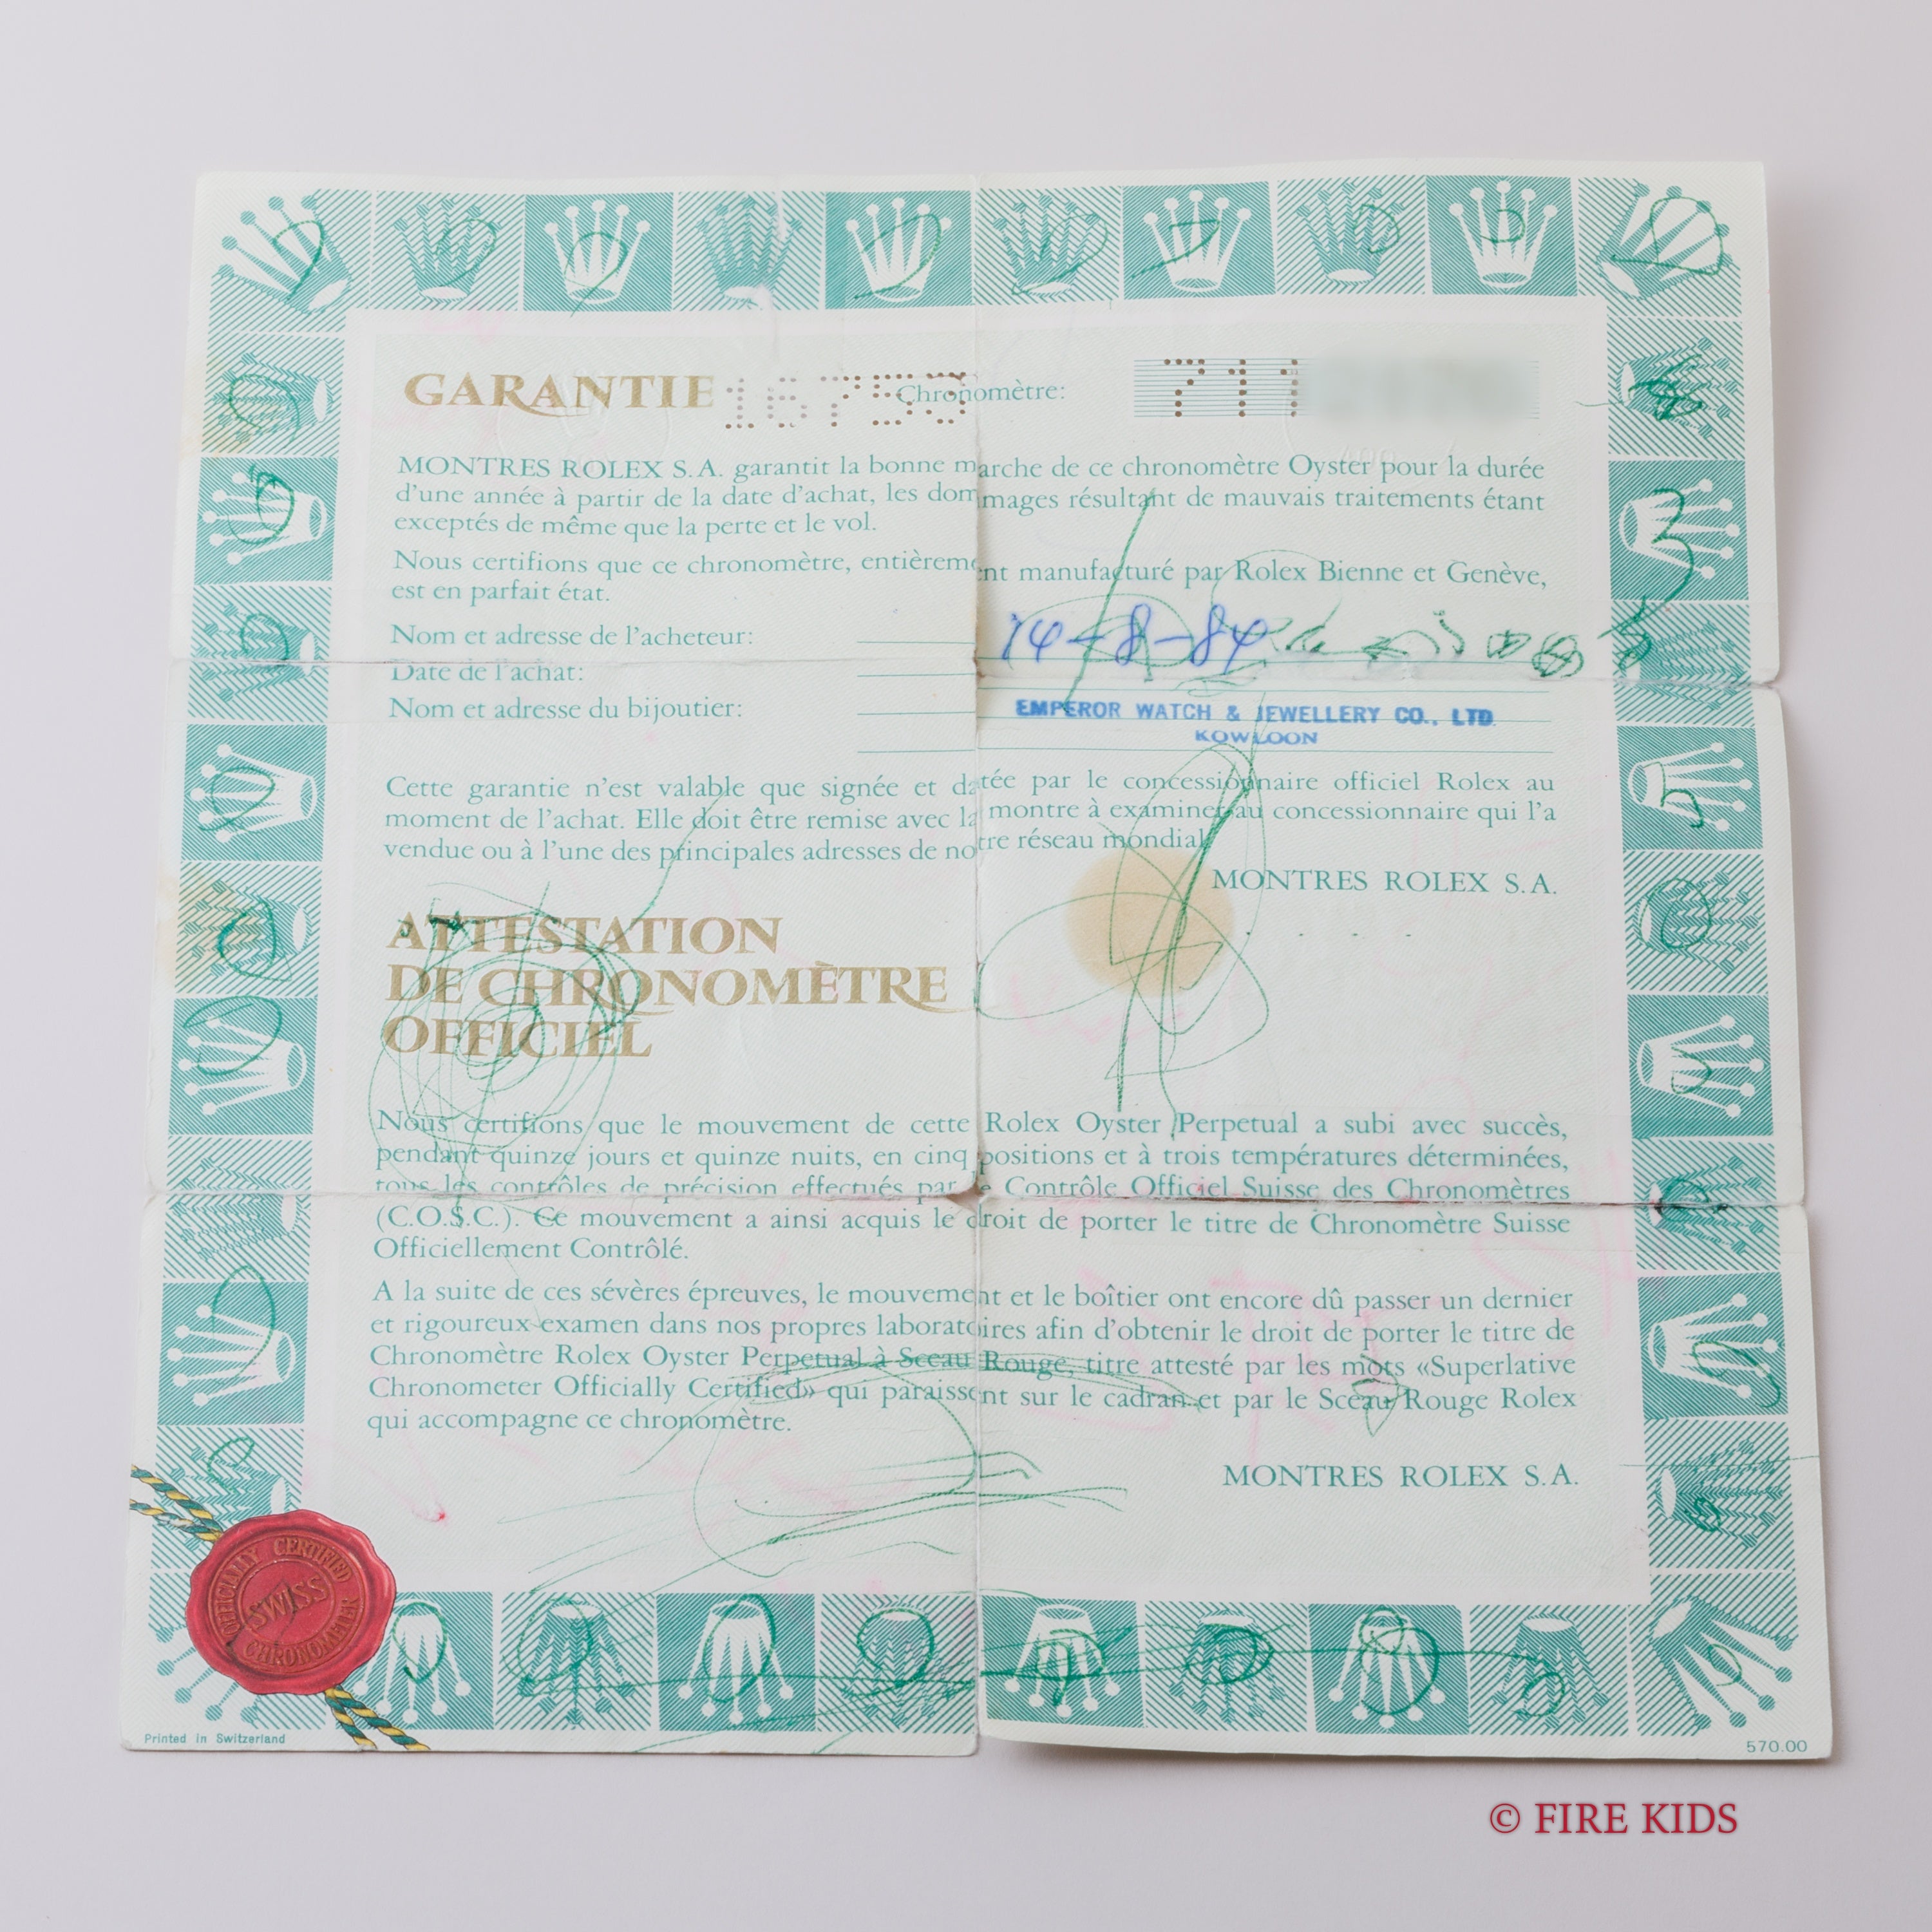 GARANTIE 16753 Chronomètre: 711
MONTRES ROLEX S.A. garantit la bonne marche de ce chronomètre Oyster pour la durée
d'une année à partir de la date d'achat, les dommages résultant de mauvais traitements étant
exceptés de même que la perte et le vol.
Nous certifions que ce chronomètre, entièrement manufacturé par Rolex Bienne et Genève,
est en parfait état.
Nom et adresse de l'acheteur: 14-8-84
Date de l'achat:
Nom et adresse du bijoutier: EMPEROR WATCH & JEWELLERY CO., LTD.
KOWLOON
Cette garantie n'est valable que signée et datée par le concessionnaire officiel Rolex au
moment de l'achat. Elle doit être remise avec la montre à examiner au concessionnaire qui l'a
vendue ou à l'une des principales adresses de notre réseau mondial.
MONTRES ROLEX S.A.
ATTESTATION
DE CHRONOMÈTRE
OFFICIEL
Nous certifions que le mouvement de cette Rolex Oyster Perpetual a subi avec succès,
pendant quinze jours et quinze nuits, en cinq positions et à trois températures déterminées,
tous les contrôles de précision effectués par le Contrôle Officiel Suisse des Chronomètres
(C.O.S.C.). Ce mouvement a ainsi acquis le droit de porter le titre de Chronomètre Suisse
Officiellement Contrôlé.
A la suite de ces sévères épreuves, le mouvement et le boîtier ont encore dû passer un dernier
et rigoureux examen dans nos propres laboratoires afin d'obtenir le droit de porter le titre de
Chronomètre Rolex Oyster Perpetual à Sceau Rouge, titre attesté par les mots «Superlative
Chronometer Officially Certified» qui paraissent sur le cadran et par le Sceau Rouge Rolex
qui accompagne ce chronomètre.
MONTRES ROLEX S.A.
OFFICIALLY CERTIFIED
SWISS
CHRONOMETER
Printed in Switzerland
570.00
© FIRE KIDS